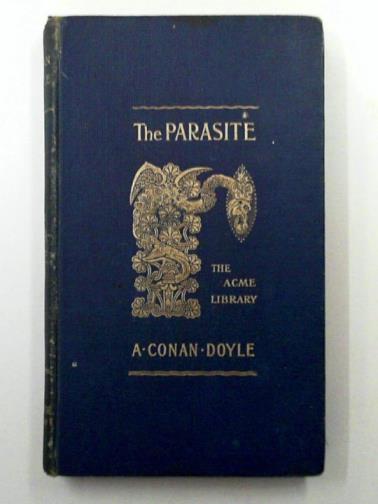 The PARASITE
THE
ACME
LIBRARY
A·CONAN·DOYLE